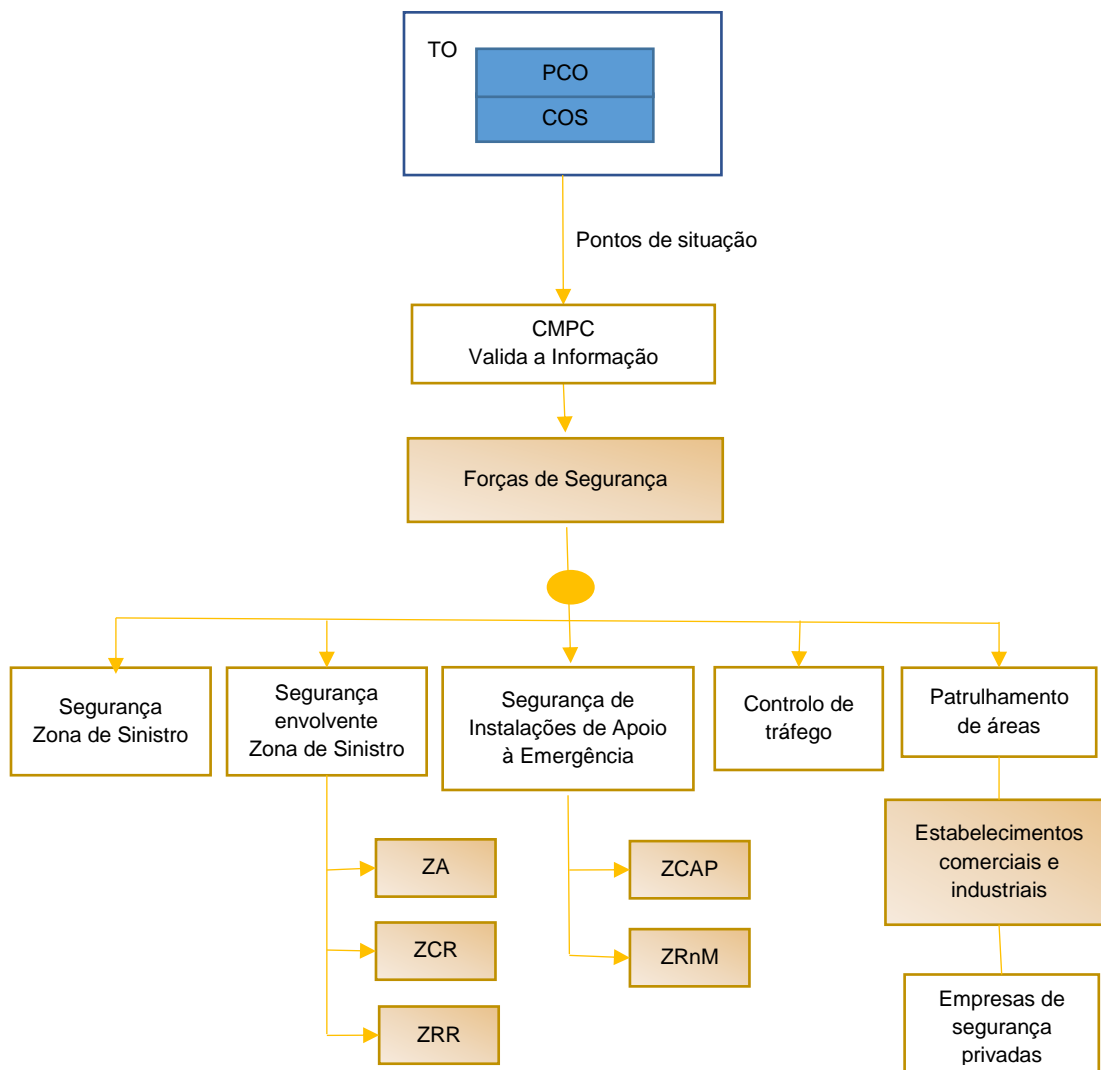 TO
PCO
COS
Pontos de situação
CMPC
Valida a Informação
Forças de Segurança
Segurança
Zona de Sinistro
Segurança
envolvente
Zona de Sinistro
Segurança de
Instalações de Apoio
à Emergência
Controlo de
tráfego
Patrulhamento
de áreas
ZA
ZCR
ZRR
ZCAP
ZRnM
Estabelecimentos
comerciais e
industriais
Empresas de
segurança
privadas